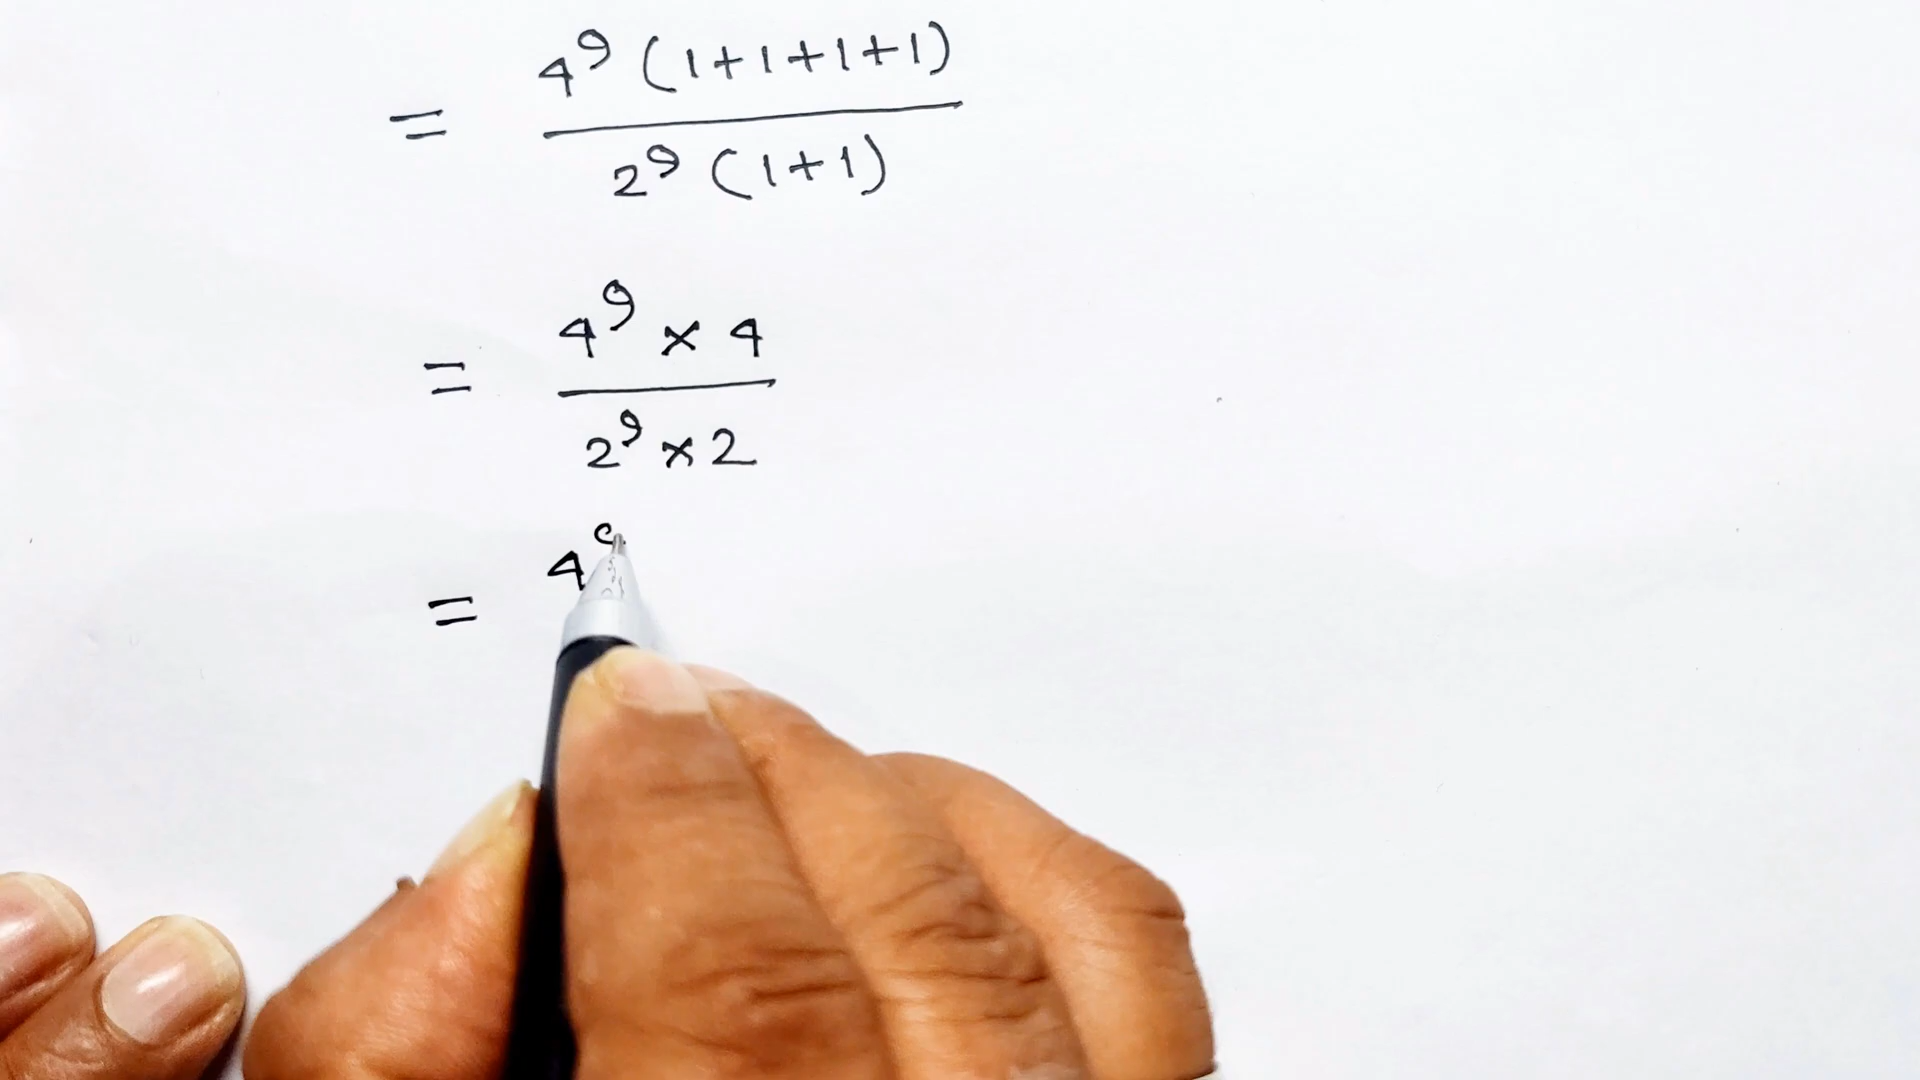 = 4⁹ (1+1+1+1)
2⁹ (1+1)
= 4⁹ × 4
2⁹ × 2
= 4